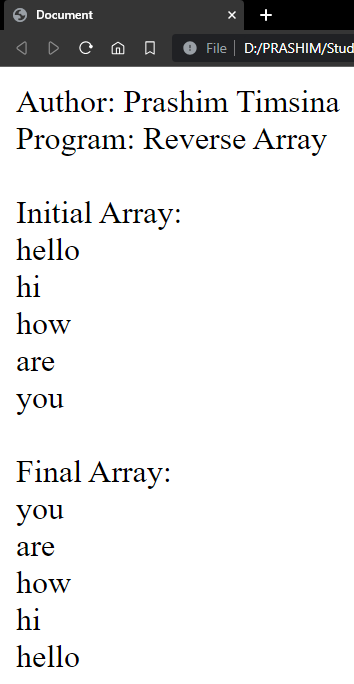 Document
File D:/PRASHIM/Stud
Author: Prashim Timsina
Program: Reverse Array
Initial Array:
hello
hi
how
are
you
Final Array:
you
are
how
hi
hello